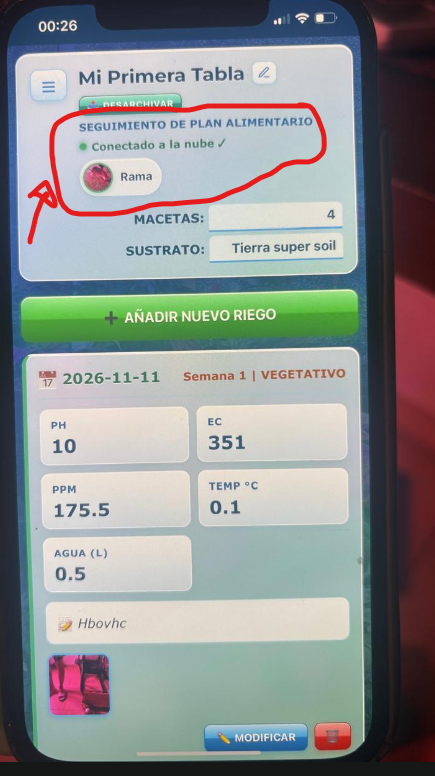 00:26
Mi Primera Tabla
DESARCHIVAR
SEGUIMIENTO DE PLAN ALIMENTARIO
Conectado a la nube ✓
Rama
MACETAS: 4
SUSTRATO: Tierra super soil
+ AÑADIR NUEVO RIEGO
17 2026-11-11 Semana 1 | VEGETATIVO
PH EC
10 351
PPM TEMP °C
175.5 0.1
AGUA (L)
0.5
Hbovhc
MODIFICAR